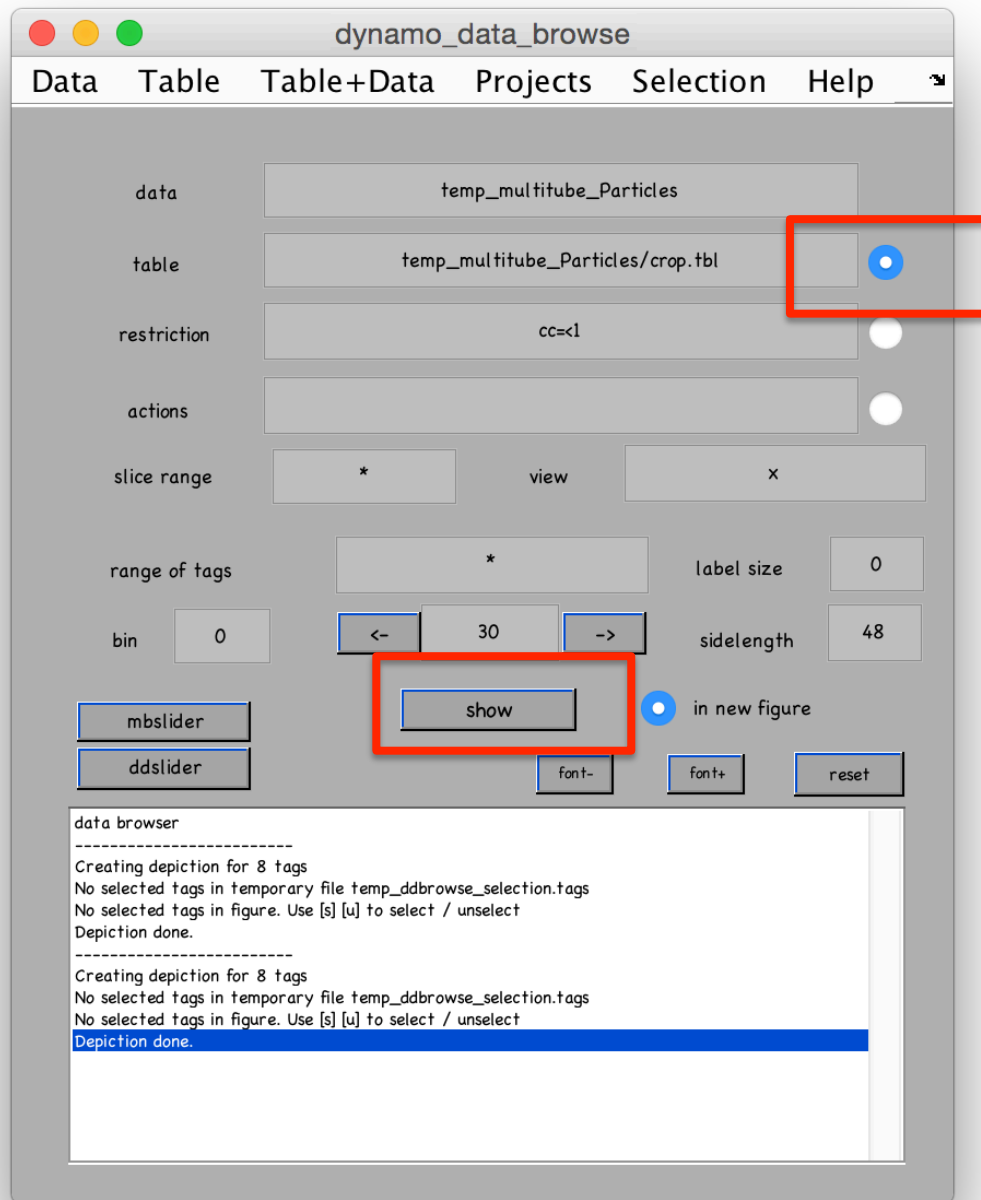 dynamo_data_browse
Data Table Table+Data Projects Selection Help
data temp_multitube_Particles
table temp_multitube_Particles/crop.tbl
restriction cc=<1
actions
slice range * view x
range of tags * label size 0
bin 0 <- 30 -> sidelength 48
show in new figure
mbslider
ddslider font- font+ reset
data browser
-------------------------
Creating depiction for 8 tags
No selected tags in temporary file temp_ddbrowse_selection.tags
No selected tags in figure. Use [s] [u] to select / unselect
Depiction done.
-------------------------
Creating depiction for 8 tags
No selected tags in temporary file temp_ddbrowse_selection.tags
No selected tags in figure. Use [s] [u] to select / unselect
Depiction done.